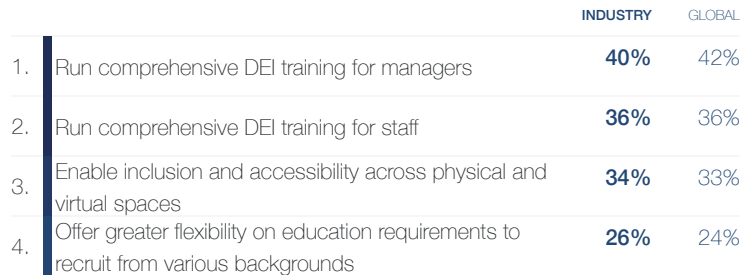 INDUSTRY GLOBAL
1. Run comprehensive DEI training for managers 40% 42%
2. Run comprehensive DEI training for staff 36% 36%
3. Enable inclusion and accessibility across physical and
virtual spaces 34% 33%
4. Offer greater flexibility on education requirements to
recruit from various backgrounds 26% 24%